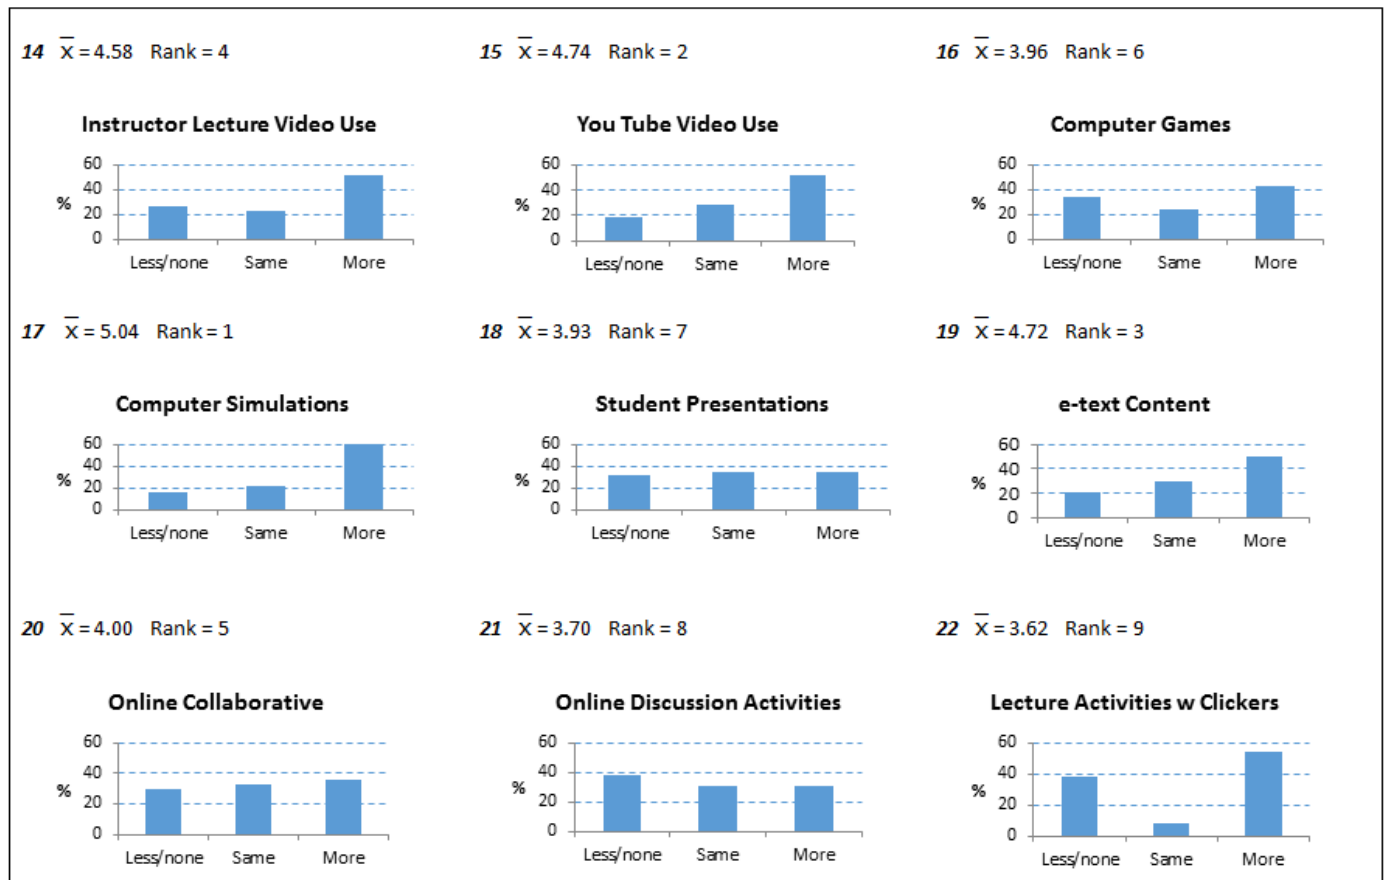 14 x̄ = 4.58 Rank = 4
Instructor Lecture Video Use
60
40
%
20
0
Less/none Same More
15 x̄ = 4.74 Rank = 2
You Tube Video Use
60
40
%
20
0
Less/none Same More
16 x̄ = 3.96 Rank = 6
Computer Games
60
40
%
20
0
Less/none Same More
17 x̄ = 5.04 Rank = 1
Computer Simulations
60
40
%
20
0
Less/none Same More
18 x̄ = 3.93 Rank = 7
Student Presentations
60
40
%
20
0
Less/none Same More
19 x̄ = 4.72 Rank = 3
e-text Content
60
40
%
20
0
Less/none Same More
20 x̄ = 4.00 Rank = 5
Online Collaborative
60
40
%
20
0
Less/none Same More
21 x̄ = 3.70 Rank = 8
Online Discussion Activities
60
40
%
20
0
Less/none Same More
22 x̄ = 3.62 Rank = 9
Lecture Activities w Clickers
60
40
%
20
0
Less/none Same More